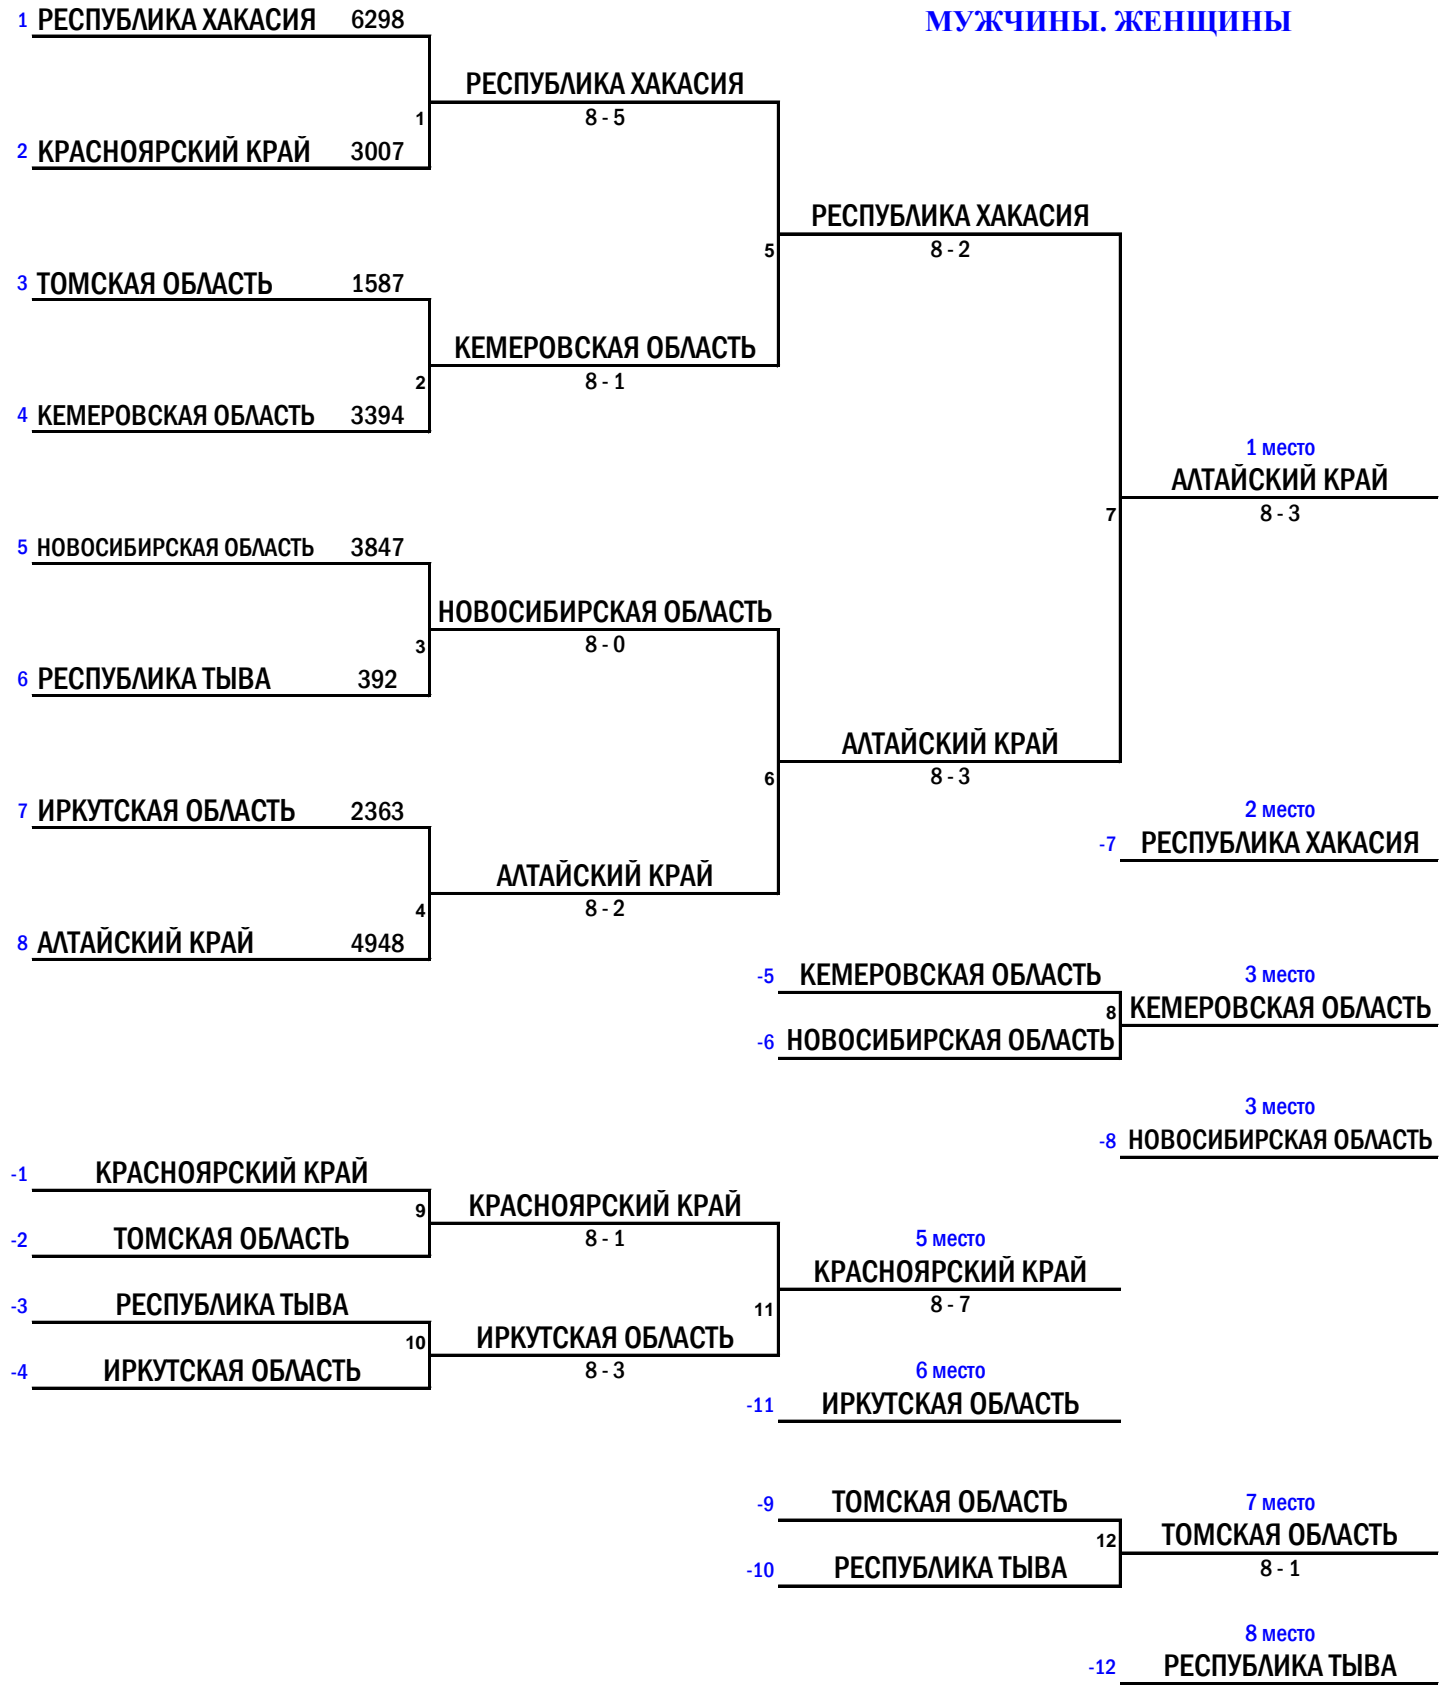 МУЖЧИНЫ. ЖЕНЩИНЫ
1 РЕСПУБЛИКА ХАКАСИЯ 6298
РЕСПУБЛИКА ХАКАСИЯ
1 8 - 5
2 КРАСНОЯРСКИЙ КРАЙ 3007
РЕСПУБЛИКА ХАКАСИЯ
5 8 - 2
3 ТОМСКАЯ ОБЛАСТЬ 1587
КЕМЕРОВСКАЯ ОБЛАСТЬ
2 8 - 1
4 КЕМЕРОВСКАЯ ОБЛАСТЬ 3394
1 место
АЛТАЙСКИЙ КРАЙ
7 8 - 3
5 НОВОСИБИРСКАЯ ОБЛАСТЬ 3847
НОВОСИБИРСКАЯ ОБЛАСТЬ
3 8 - 0
6 РЕСПУБЛИКА ТЫВА 392
АЛТАЙСКИЙ КРАЙ
6 8 - 3
7 ИРКУТСКАЯ ОБЛАСТЬ 2363
2 место
-7 РЕСПУБЛИКА ХАКАСИЯ
АЛТАЙСКИЙ КРАЙ
4 8 - 2
8 АЛТАЙСКИЙ КРАЙ 4948
-5 КЕМЕРОВСКАЯ ОБЛАСТЬ
3 место
8 КЕМЕРОВСКАЯ ОБЛАСТЬ
-6 НОВОСИБИРСКАЯ ОБЛАСТЬ
3 место
-8 НОВОСИБИРСКАЯ ОБЛАСТЬ
-1 КРАСНОЯРСКИЙ КРАЙ
9 КРАСНОЯРСКИЙ КРАЙ
-2 ТОМСКАЯ ОБЛАСТЬ
8 - 1
5 место
КРАСНОЯРСКИЙ КРАЙ
-3 РЕСПУБЛИКА ТЫВА
11 8 - 7
10 ИРКУТСКАЯ ОБЛАСТЬ
-4 ИРКУТСКАЯ ОБЛАСТЬ
8 - 3
6 место
-11 ИРКУТСКАЯ ОБЛАСТЬ
-9 ТОМСКАЯ ОБЛАСТЬ
7 место
12 ТОМСКАЯ ОБЛАСТЬ
-10 РЕСПУБЛИКА ТЫВА
8 - 1
8 место
-12 РЕСПУБЛИКА ТЫВА